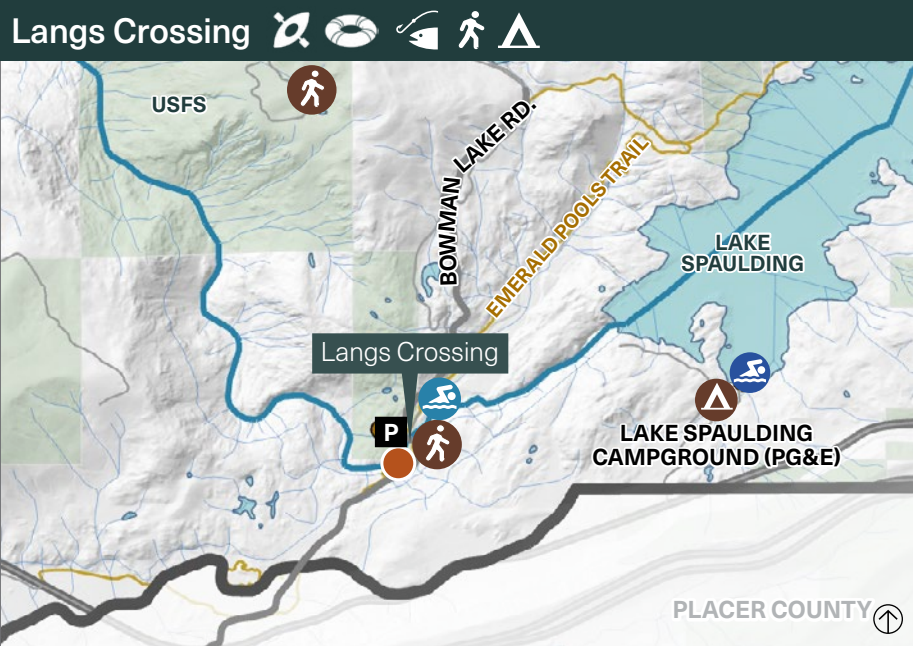 Langs Crossing
USFS
BOWMAN LAKE RD.
EMERALD POOLS TRAIL
LAKE
SPAULDING
Langs Crossing
P
LAKE SPAULDING
CAMPGROUND (PG&E)
PLACER COUNTY